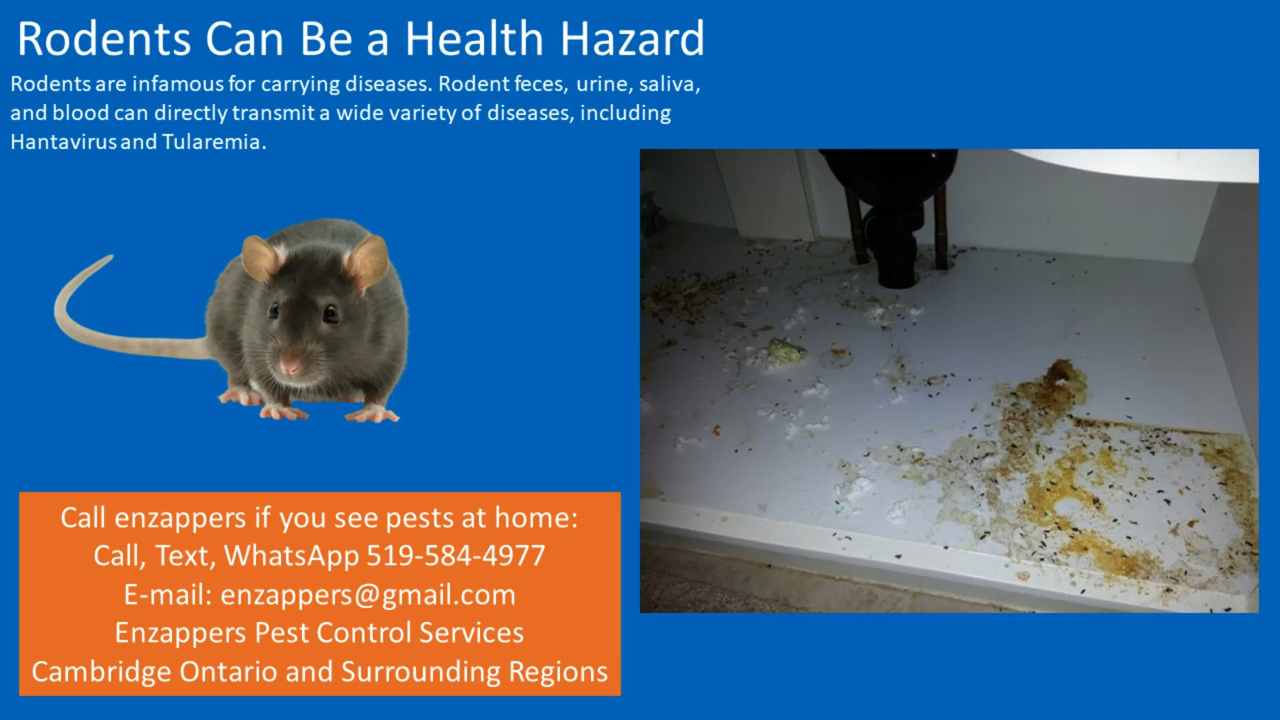 Rodents Can Be a Health Hazard
Rodents are infamous for carrying diseases. Rodent feces, urine, saliva,
and blood can directly transmit a wide variety of diseases, including
Hantavirus and Tularemia.
Call enzappers if you see pests at home:
Call, Text, WhatsApp 519-584-4977
E-mail: enzappers@gmail.com
Enzappers Pest Control Services
Cambridge Ontario and Surrounding Regions